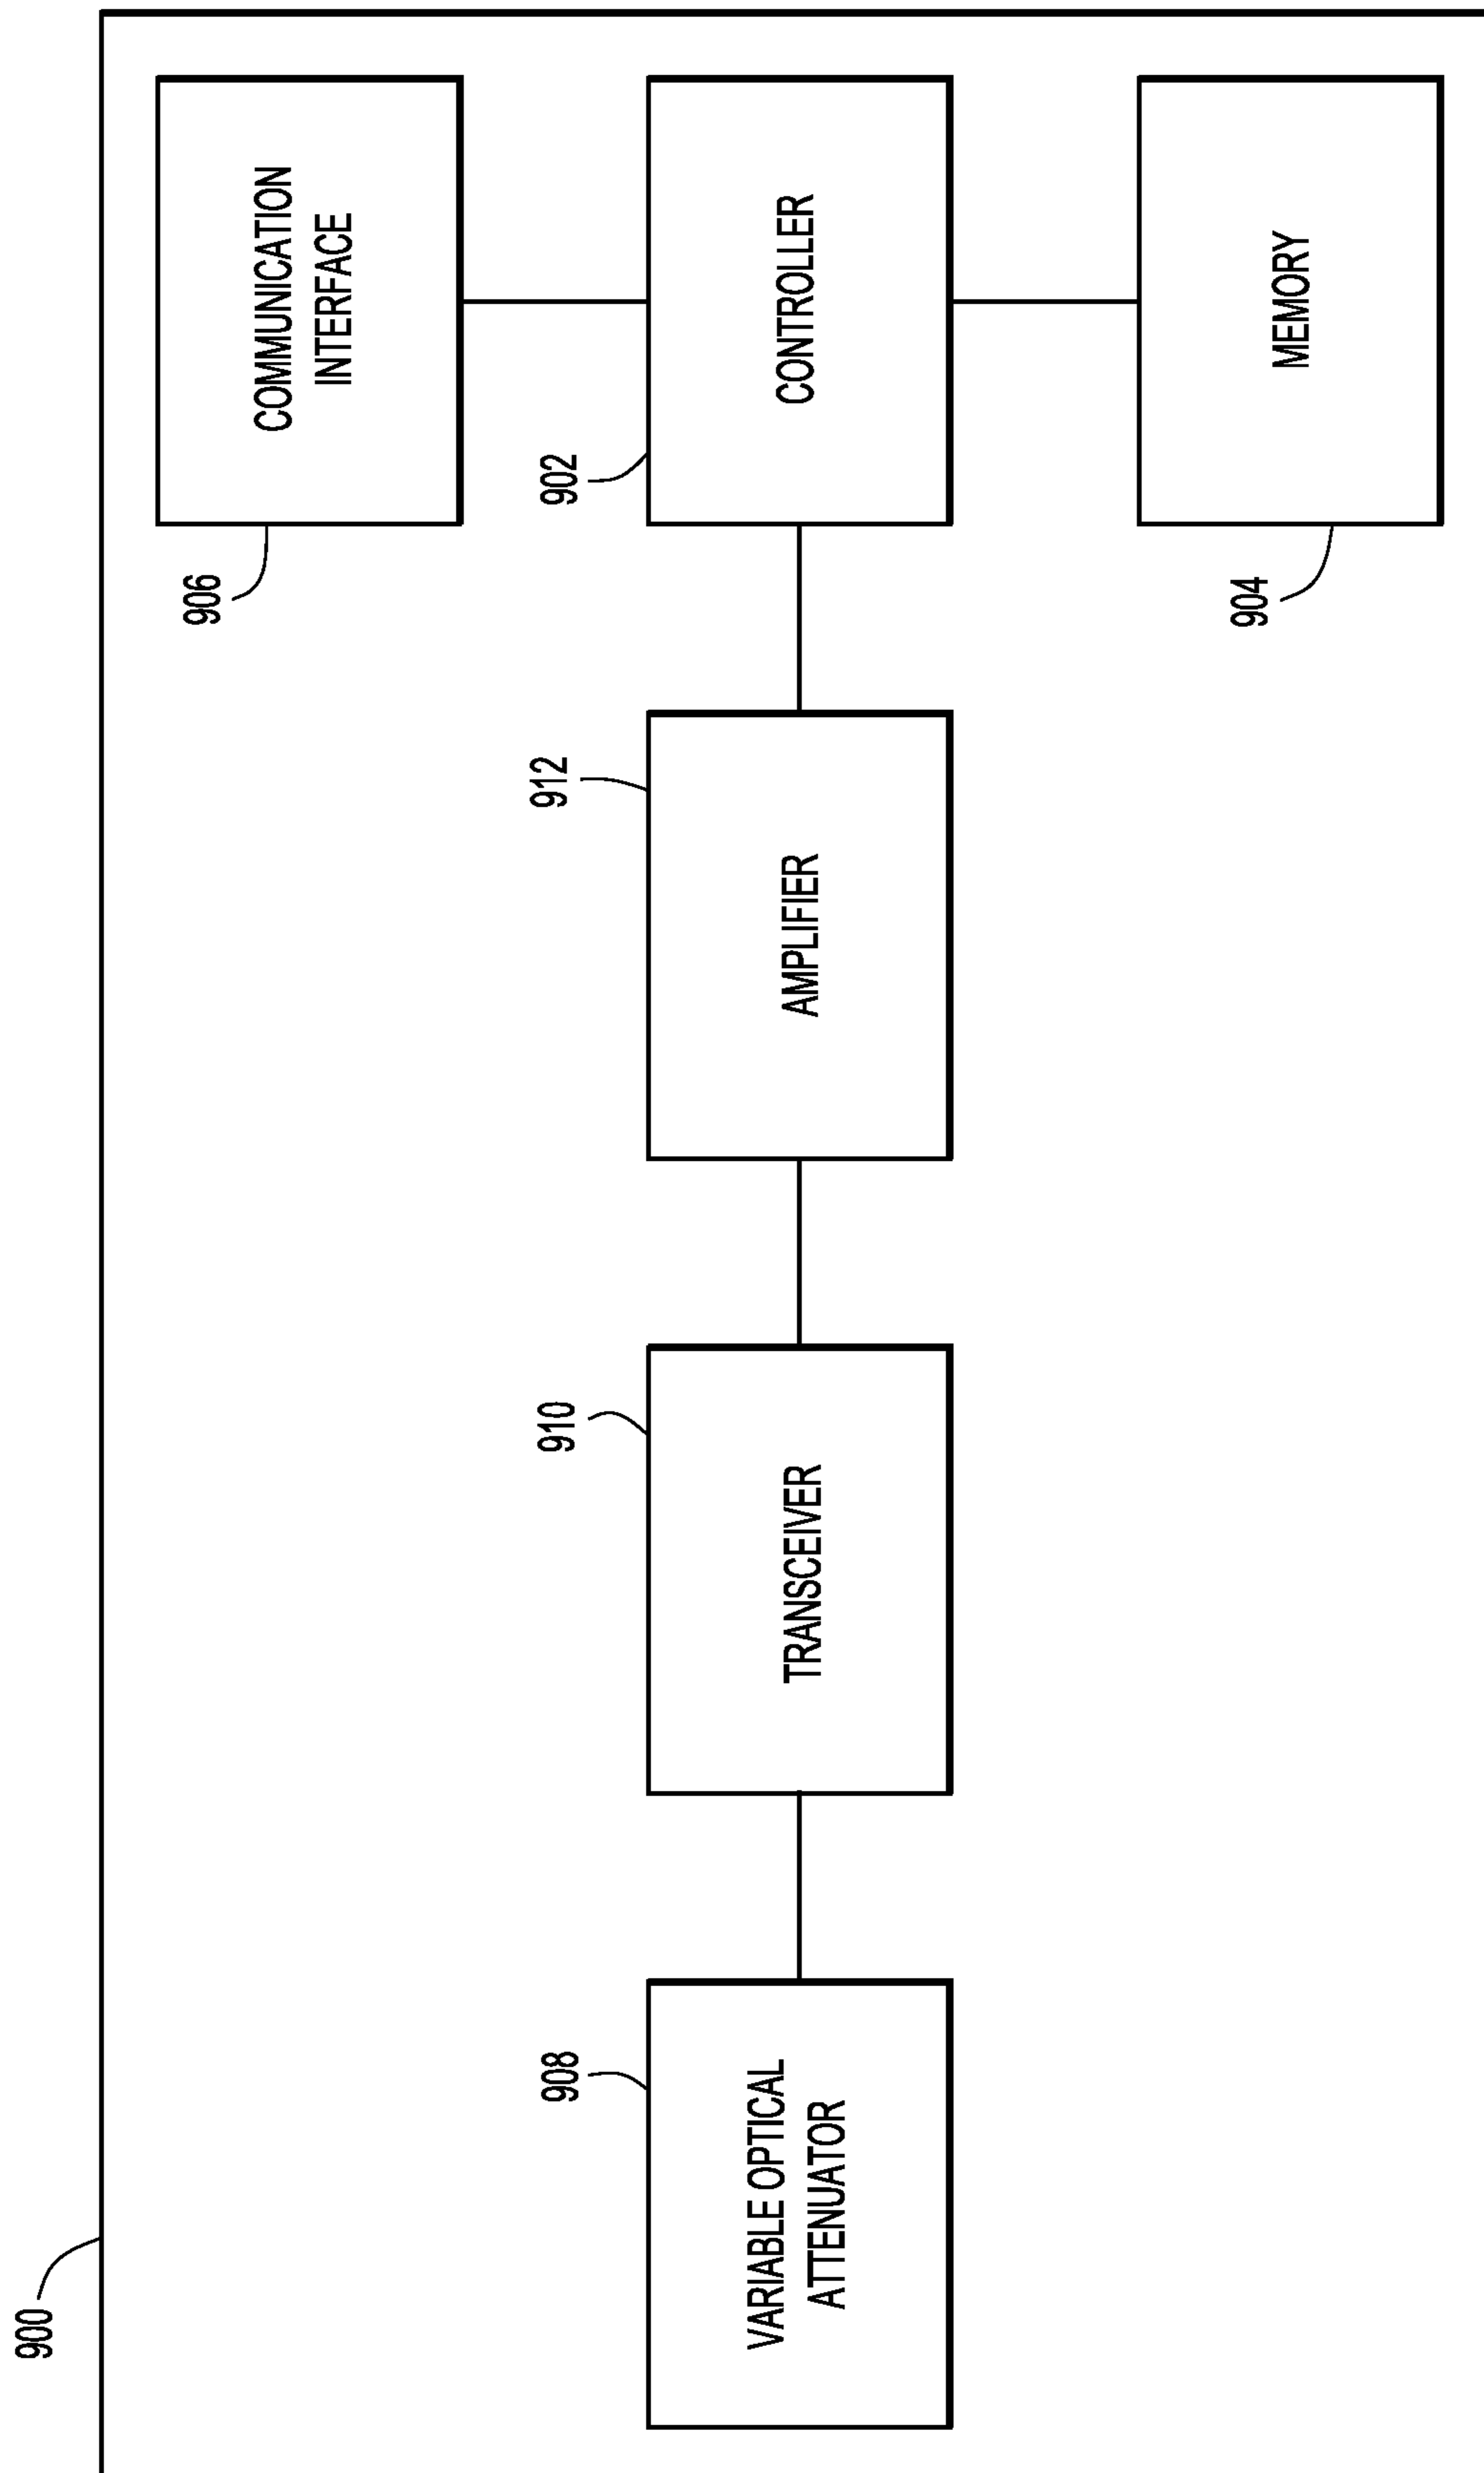 900
906
COMMUNICATION
INTERFACE
908
VARIABLE OPTICAL
ATTENUATOR
910
TRANSCEIVER
912
AMPLIFIER
902
CONTROLLER
904
MEMORY